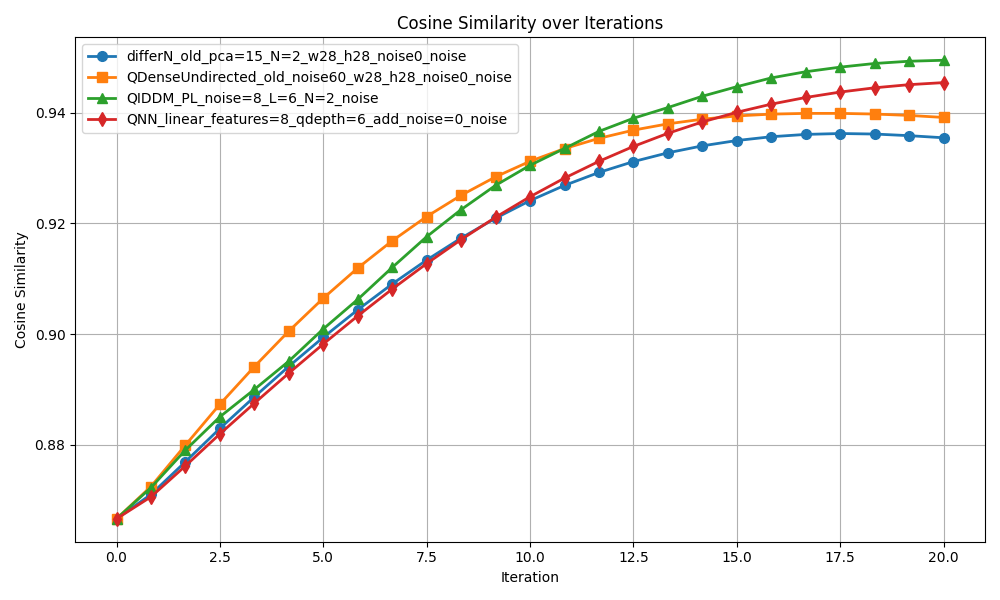 Cosine Similarity over Iterations
differN_old_pca=15_N=2_w28_h28_noise0_noise
QDenseUndirected_old_noise60_w28_h28_noise0_noise
QIDDM_PL_noise=8_L=6_N=2_noise
QNN_linear_features=8_qdepth=6_add_noise=0_noise
Cosine Similarity
0.94
0.92
0.90
0.88
0.0 2.5 5.0 7.5 10.0 12.5 15.0 17.5 20.0
Iteration